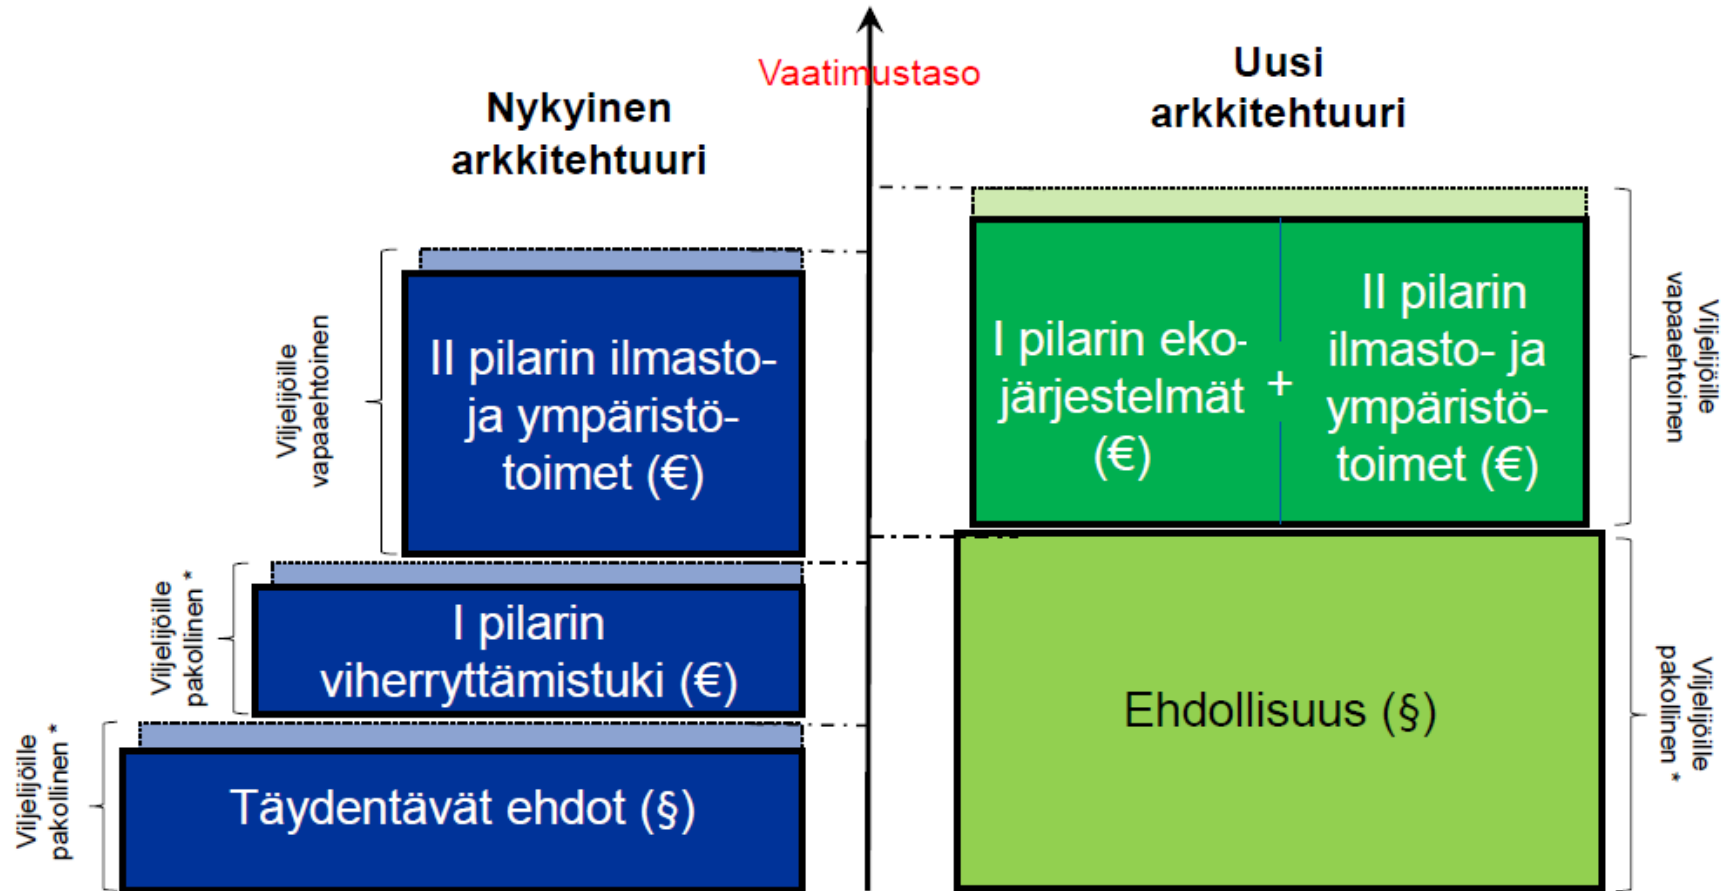 Vaatimustaso
Nykyinen
arkkitehtuuri
Viljelijöille
vapaaehtoinen
II pilarin ilmasto-
ja ympäristö-
toimet (€)
Viljelijöille
pakollinen *
I pilarin
viherryttämistuki (€)
Viljelijöille
pakollinen *
Täydentävät ehdot (§)
Uusi
arkkitehtuuri
I pilarin eko-
järjestelmät
(€)
+
II pilarin
ilmasto- ja
ympäristö-
toimet (€)
Viljelijöille
vapaaehtoinen
Ehdollisuus (§)
Viljelijöille
pakollinen *